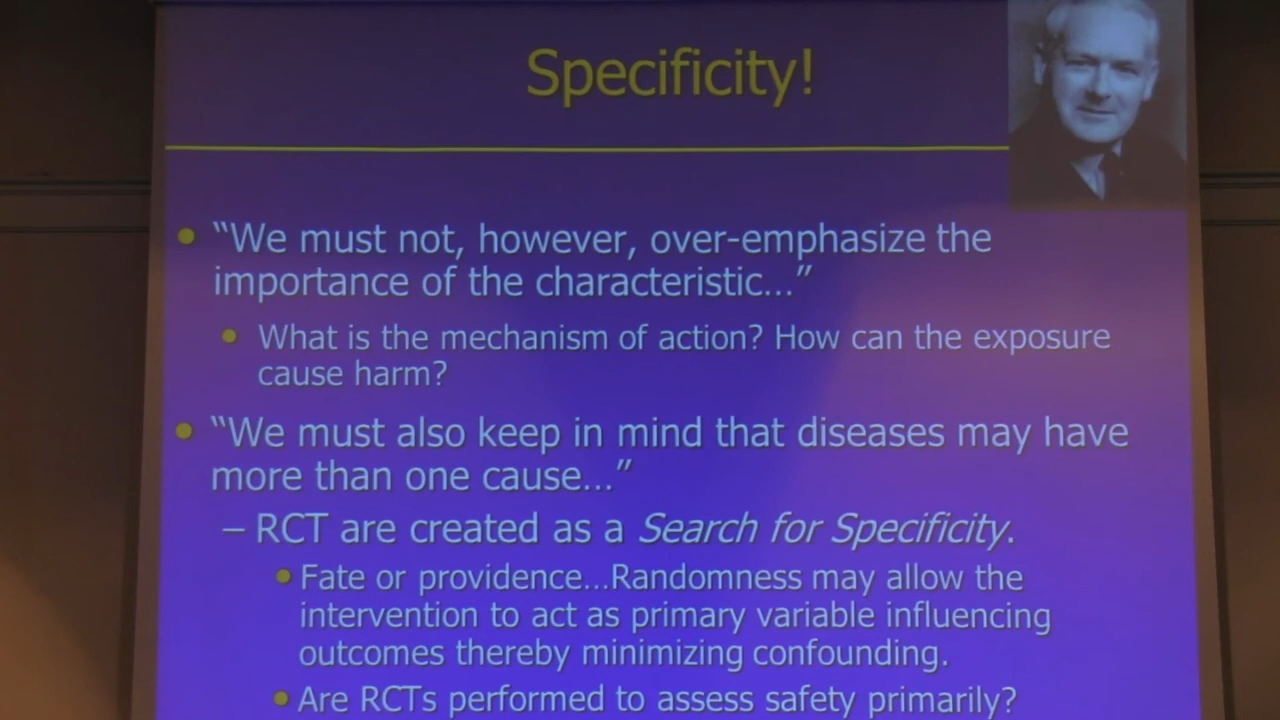 Specificity!
“We must not, however, over-emphasize the
importance of the characteristic…”
What is the mechanism of action? How can the exposure
cause harm?
“We must also keep in mind that diseases may have
more than one cause…”
– RCT are created as a Search for Specificity.
Fate or providence…Randomness may allow the
intervention to act as primary variable influencing
outcomes thereby minimizing confounding.
Are RCTs performed to assess safety primarily?